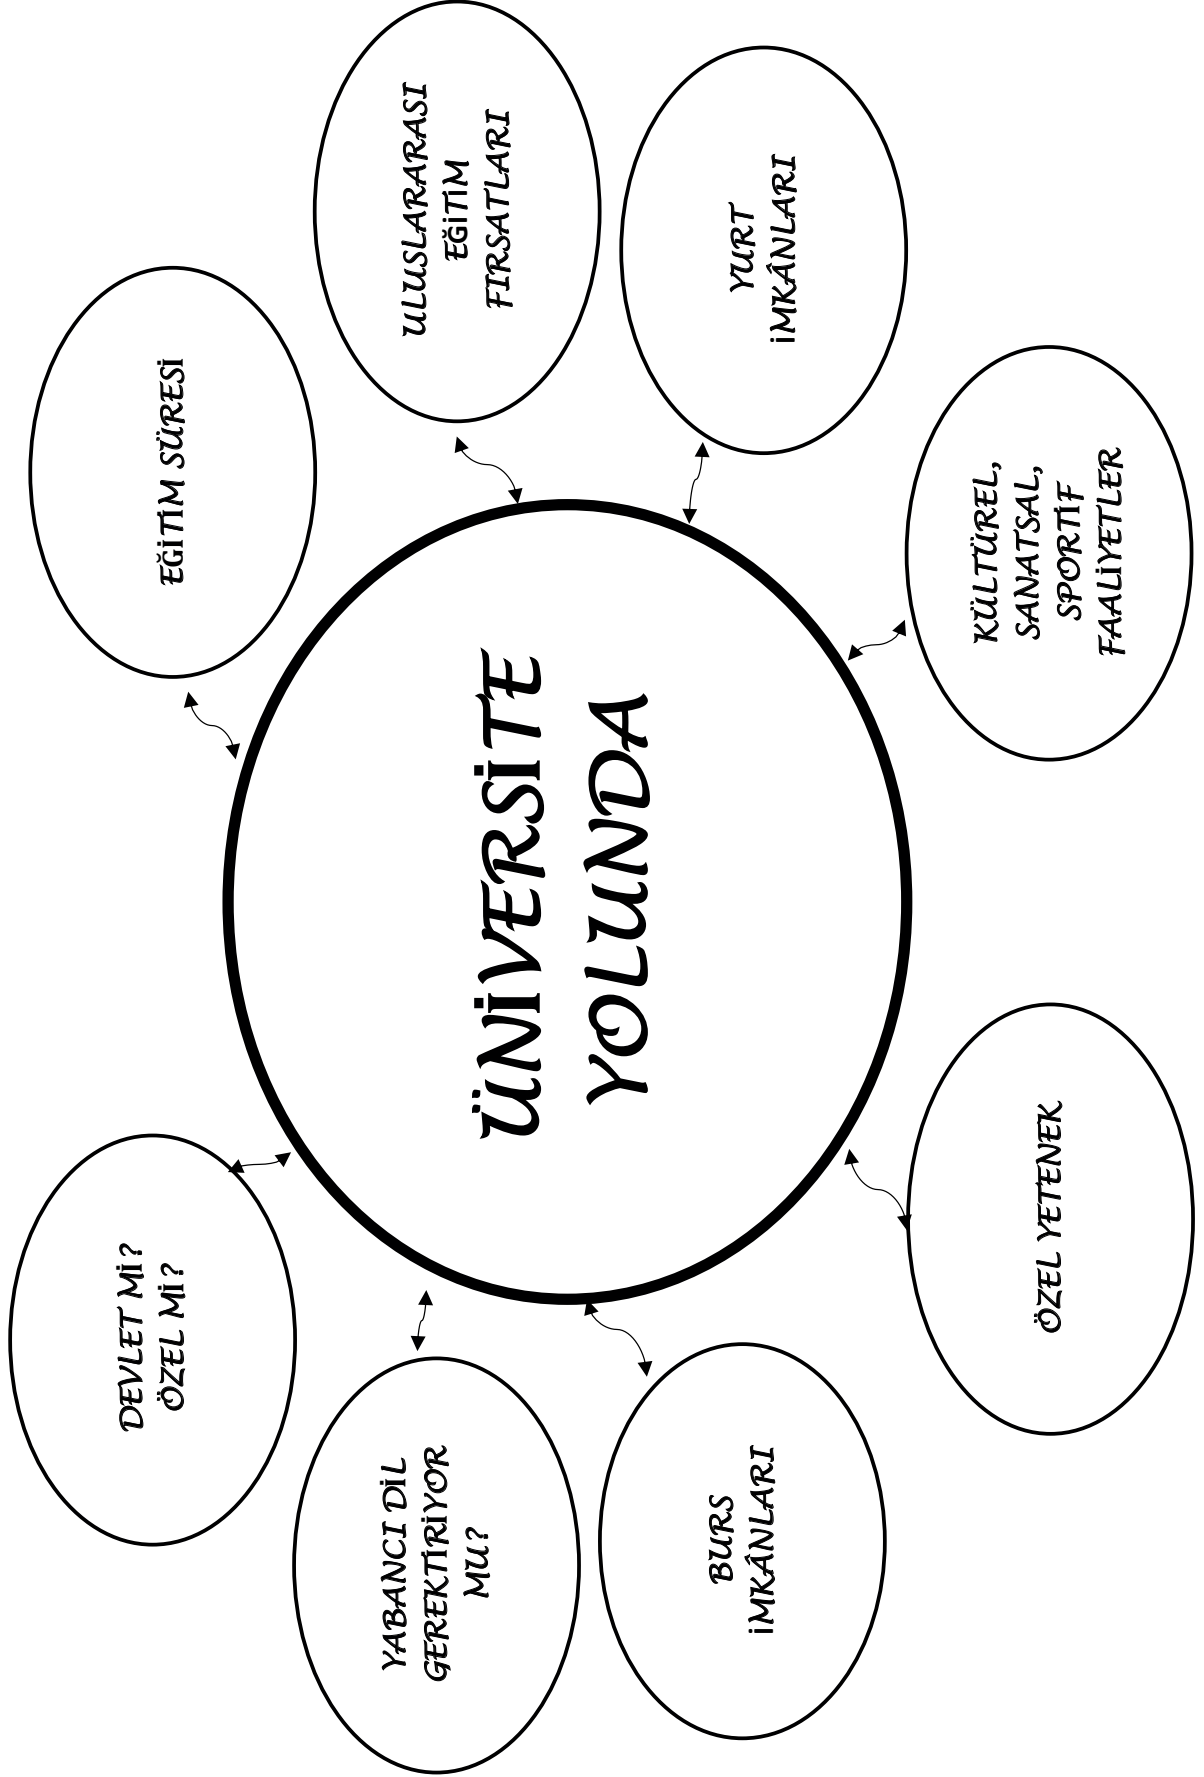 DEVLET Mİ?
ÖZEL Mİ?
EĞİTİM SÜRESİ
YABANCI DİL
GEREKTİRİYOR
MU?
ULUSLARARASI
EĞİTİM
FIRSATLARI
ÜNİVERSİTE
YOLUNDA
BURS
İMKÂNLARI
YURT
İMKÂNLARI
ÖZEL YETENEK
KÜLTÜREL,
SANATSAL,
SPORTİF
FAALİYETLER